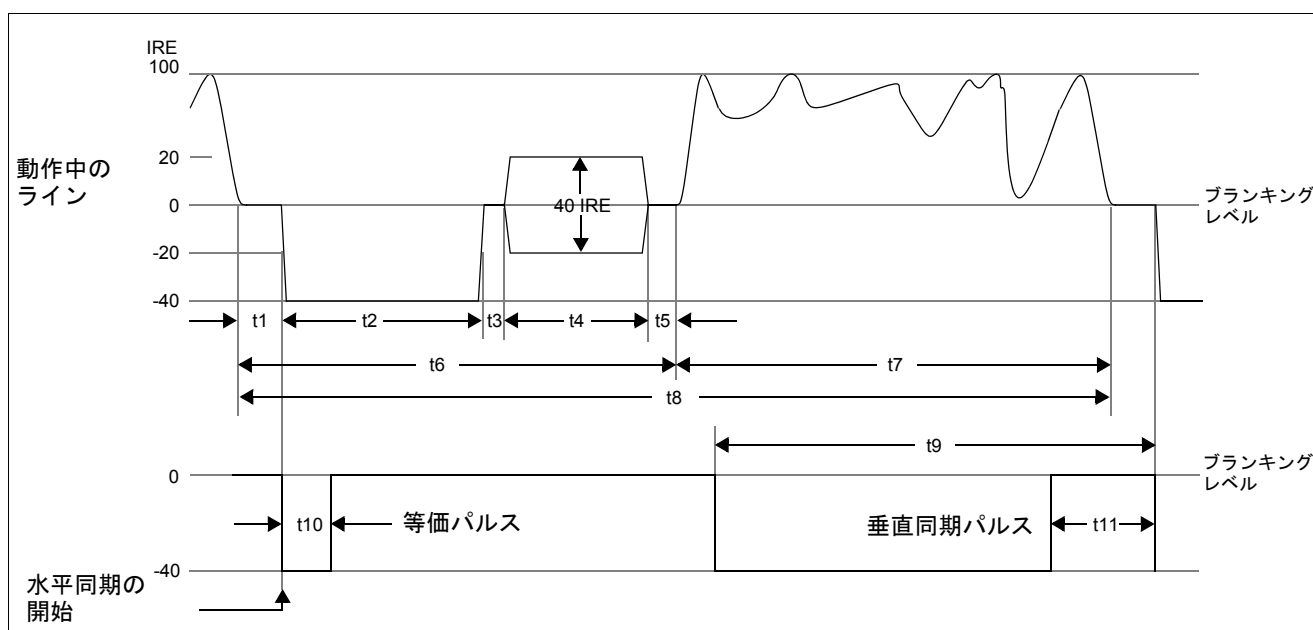 IRE
100
動作中の
ライン
20
0
-20
-40
40 IRE
ブランキング
レベル
t1
t2
t3
t4
t5
t6
t7
t8
t9
0
ブランキング
レベル
t10
等価パルス
垂直同期パルス
t11
-40
水平同期の
開始